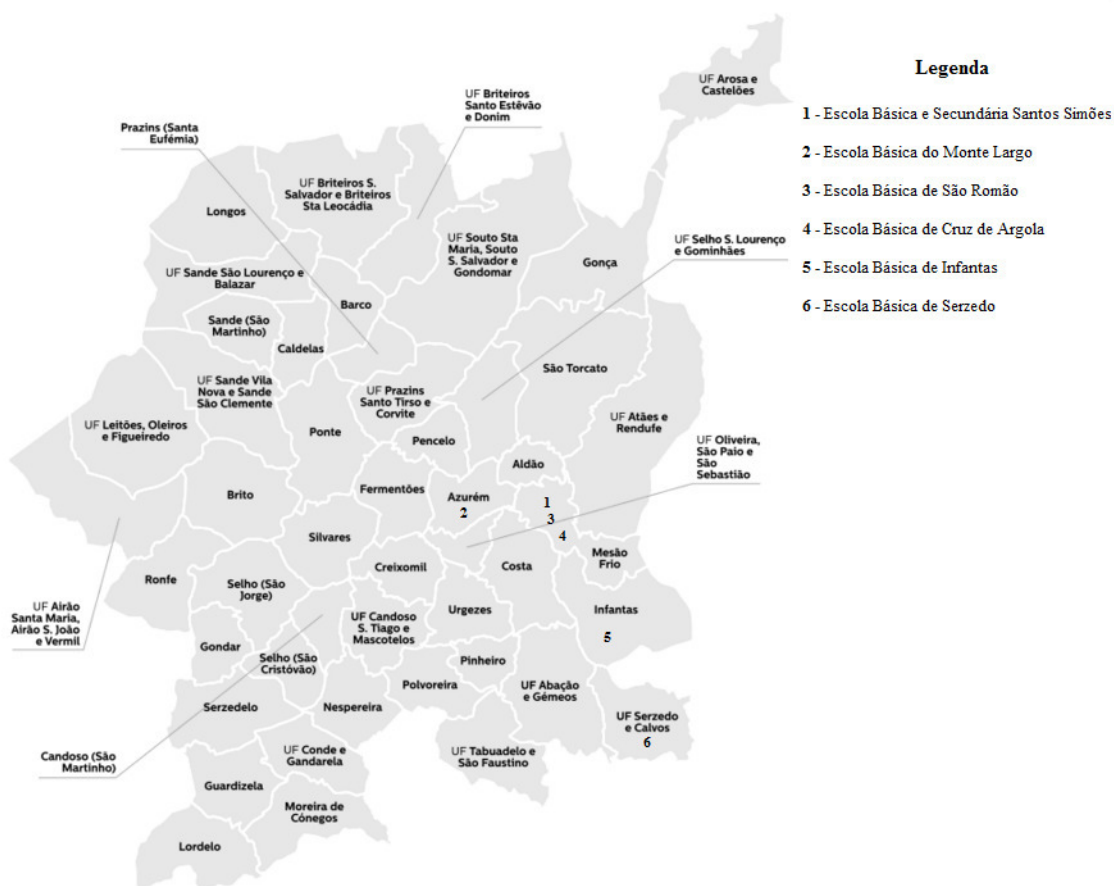 UF Arosa e
Castelões
UF Briteiros
Santo Estêvão
e Donim
Prazins (Santa
Eufémia)
UF Briteiros S.
Salvador e Briteiros
Sta Leocádia
Longos
UF Souto Sta
Maria, Souto
S. Salvador e
Gondomar
UF Selho S. Lourenço
e Gominhães
Gonça
UF Sande São Lourenço e
Balazar
Barco
Sande (São
Martinho)
Caldelas
São Torcato
UF Sande Vila
Nova e Sande
São Clemente
UF Prazins
Santo Tirso e
Corvite
UF Atães e
Rendufe
UF Leitões, Oleiros
e Figueiredo
Ponte
Pencelo
UF Oliveira,
São Paio e
São
Sebastião
Aldão
Brito
Fermentões
Azurém
2
1
3
4
Silvares
Mesão
Frio
Creixomil
Costa
Ronfe
Selho (São
Jorge)
UF Airão
Santa Maria,
Airão S. João
e Vermil
UF Candoso
S. Tiago e
Mascotelos
Urgezes
Infantas
5
Gondar
Selho (São
Cristóvão)
Pinheiro
Polvoreira
UF Abação
e Gémeos
Serzedelo
Nespereira
UF Serzedo
e Calvos
6
Candoso (São
Martinho)
UF Conde e
Gandarela
UF Tabuadelo e
São Faustino
Guardizela
Moreira de
Cónegos
Lordelo
Legenda
1 - Escola Básica e Secundária Santos Simões
2 - Escola Básica do Monte Largo
3 - Escola Básica de São Romão
4 - Escola Básica de Cruz de Argola
5 - Escola Básica de Infantas
6 - Escola Básica de Serzedo